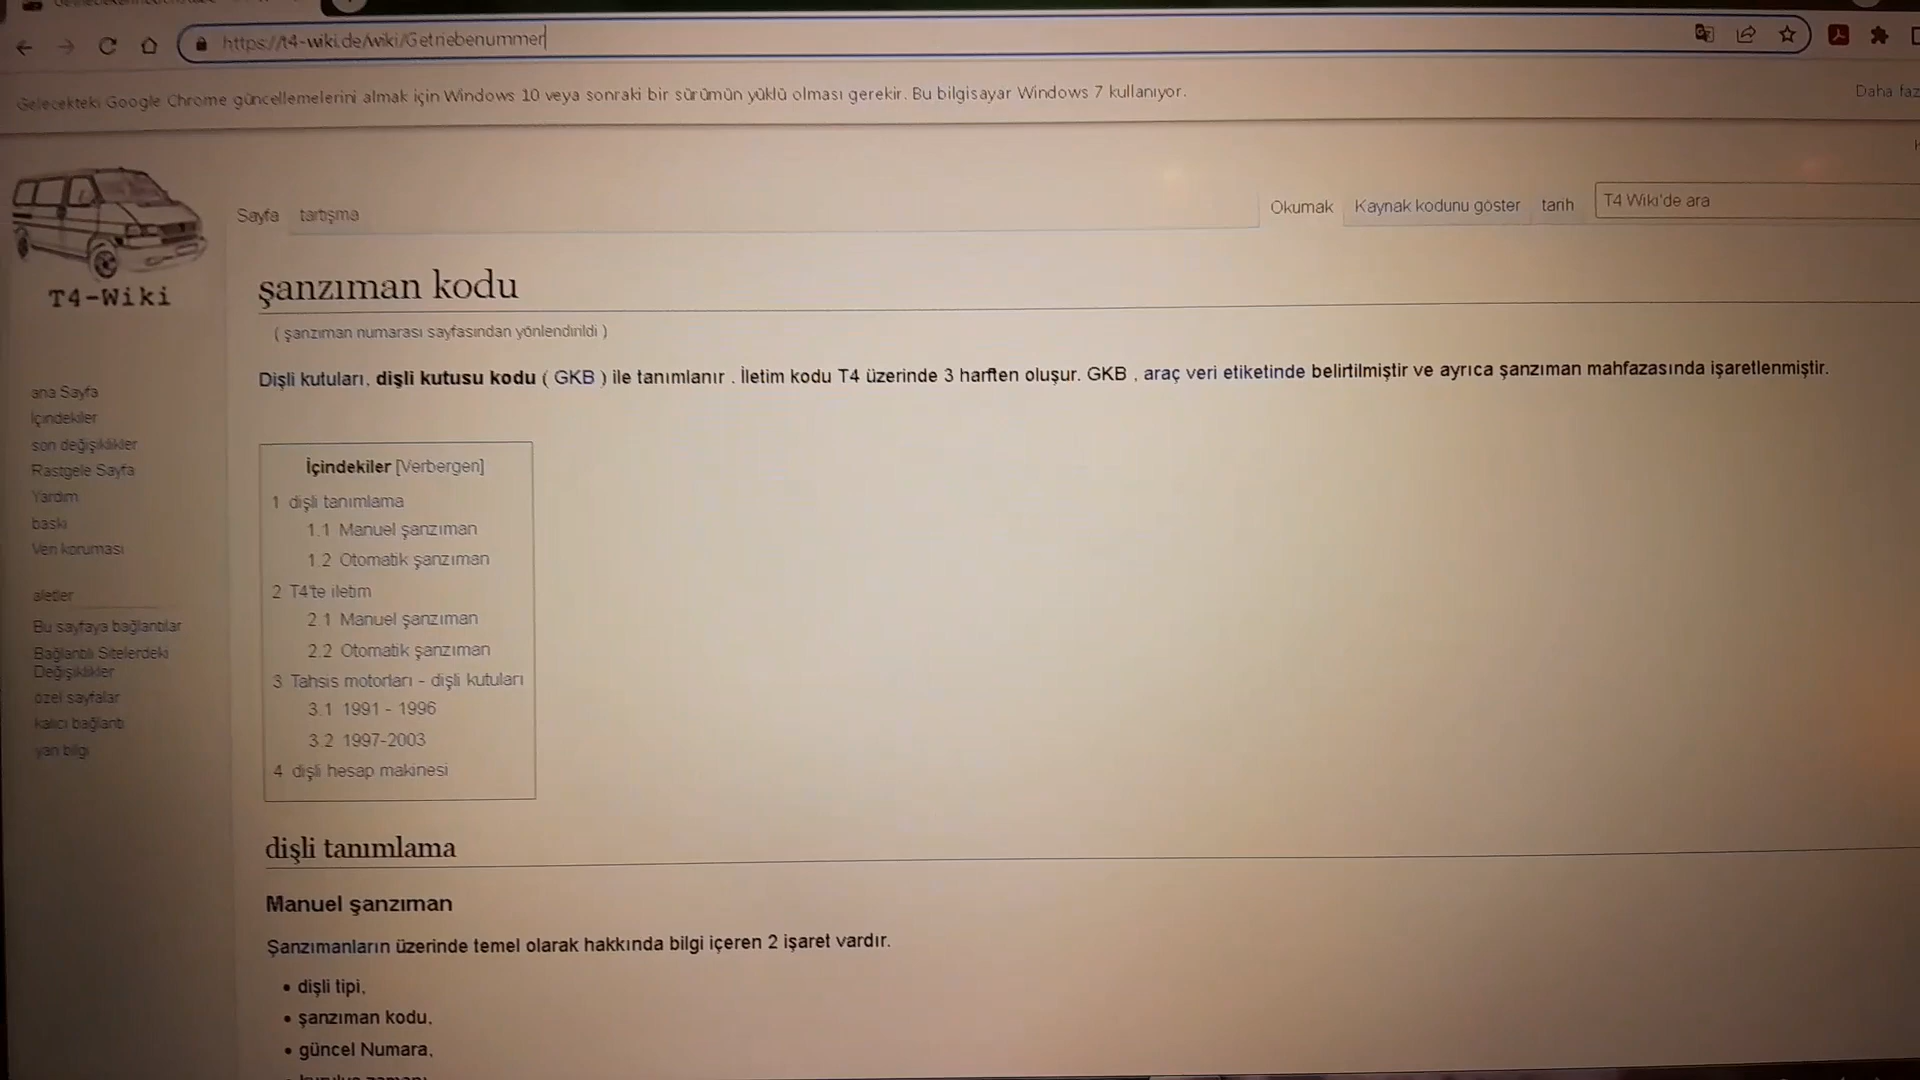 https://t4-wiki.de/wiki/Getriebenummer
Gelecekteki Google Chrome güncellemelerini almak için Windows 10 veya sonraki bir sürümün yüklü olması gerekir. Bu bilgisayar Windows 7 kullanıyor.
Daha faz
T4-Wiki
Sayfa tartışma
Okumak Kaynak kodunu göster tarih T4 Wiki'de ara
şanzıman kodu
( şanzıman numarası sayfasından yönlendirildi )
Dişli kutuları, dişli kutusu kodu ( GKB ) ile tanımlanır . İletim kodu T4 üzerinde 3 harften oluşur. GKB , araç veri etiketinde belirtilmiştir ve ayrıca şanzıman mahfazasında işaretlenmiştir.
ana Sayfa
İçindekiler
son değişiklikler
Rastgele Sayfa
Yardım
baskı
Veri koruması
aletler
Bu sayfaya bağlantılar
Bağlantılı Sitelerdeki
Değişiklikler
özel sayfalar
kalıcı bağlantı
yan bilgi
İçindekiler [Verbergen]
1 dişli tanımlama
1.1 Manuel şanzıman
1.2 Otomatik şanzıman
2 T4'te iletim
2.1 Manuel şanzıman
2.2 Otomatik şanzıman
3 Tahsis motorları - dişli kutuları
3.1 1991 - 1996
3.2 1997-2003
4 dişli hesap makinesi
dişli tanımlama
Manuel şanzıman
Şanzımanların üzerinde temel olarak hakkında bilgi içeren 2 işaret vardır.
• dişli tipi,
• şanzıman kodu,
• güncel Numara,